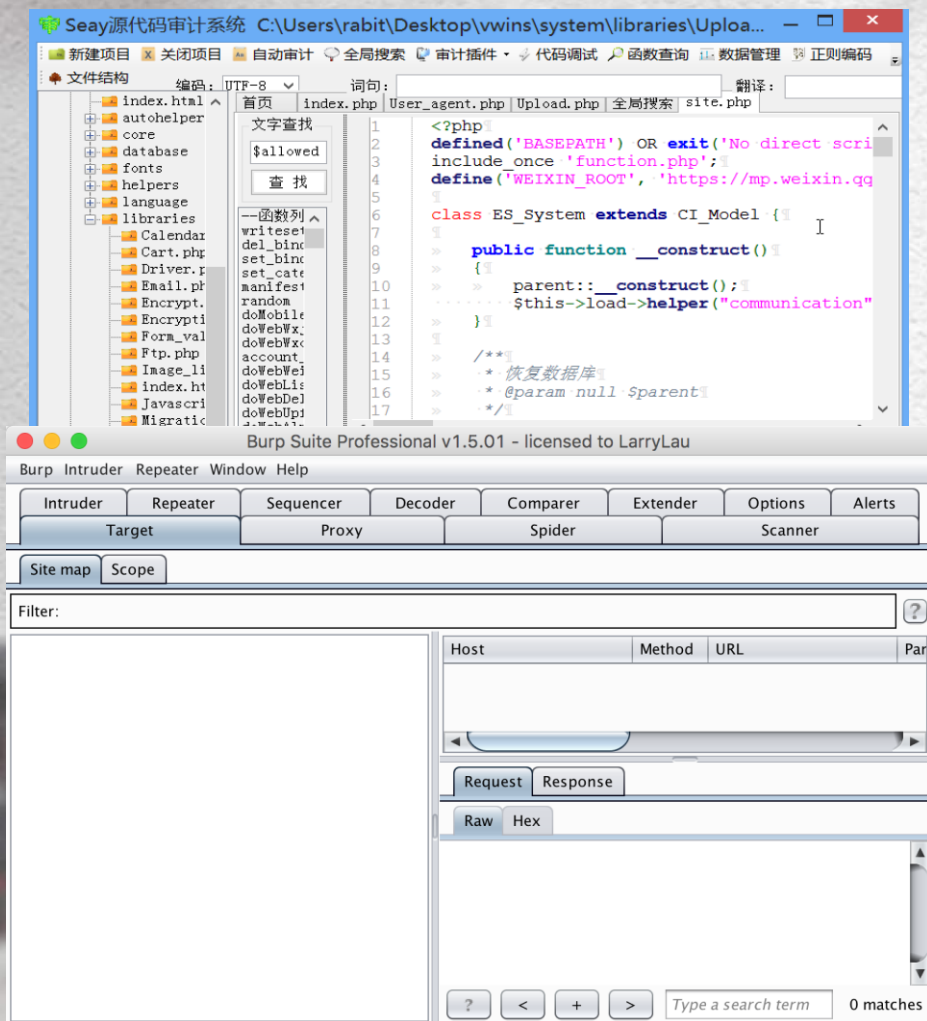 Seay源代码审计系统 C:\Users\rabit\Desktop\vwins\system\libraries\Uploa...
新建项目 关闭项目 自动审计 全局搜索 审计插件 代码调试 函数查询 数据管理 正则编码
文件结构 编码: UTF-8 词句: 翻译:
首页 index.php User_agent.php Upload.php 全局搜索 site.php
index.html
autohelper
core
database
fonts
helpers
language
libraries
Calendar
Cart.php
Driver.p
Email.ph
Encrypt.
Encrypti
Form_val
Ftp.php
Image_li
index.ht
Javascri
Migratic
文字查找
$allowed
查 找
--函数列
writeset
del_bind
set_bind
set_cate
manifest
random
doMobile
doWebWx
doWebWxc
account_
doWebWei
doWebLis
doWebDel
doWebUpi
1 <?php
2 defined('BASEPATH') OR exit('No direct scri
3 include_once 'function.php';
4 define('WEIXIN_ROOT', 'https://mp.weixin.qq
5
6 class ES_System extends CI_Model {
7
8 public function __construct()
9 {
10 parent::__construct();
11 $this->load->helper("communication"
12 }
13
14 /**
15 * 恢复数据库
16 * @param null $parent
17 */
Burp Suite Professional v1.5.01 - licensed to LarryLau
Burp Intruder Repeater Window Help
Intruder Repeater Sequencer Decoder Comparer Extender Options Alerts
Target Proxy Spider Scanner
Site map Scope
Filter: ?
Host Method URL Par
Request Response
Raw Hex
? < + > Type a search term 0 matches